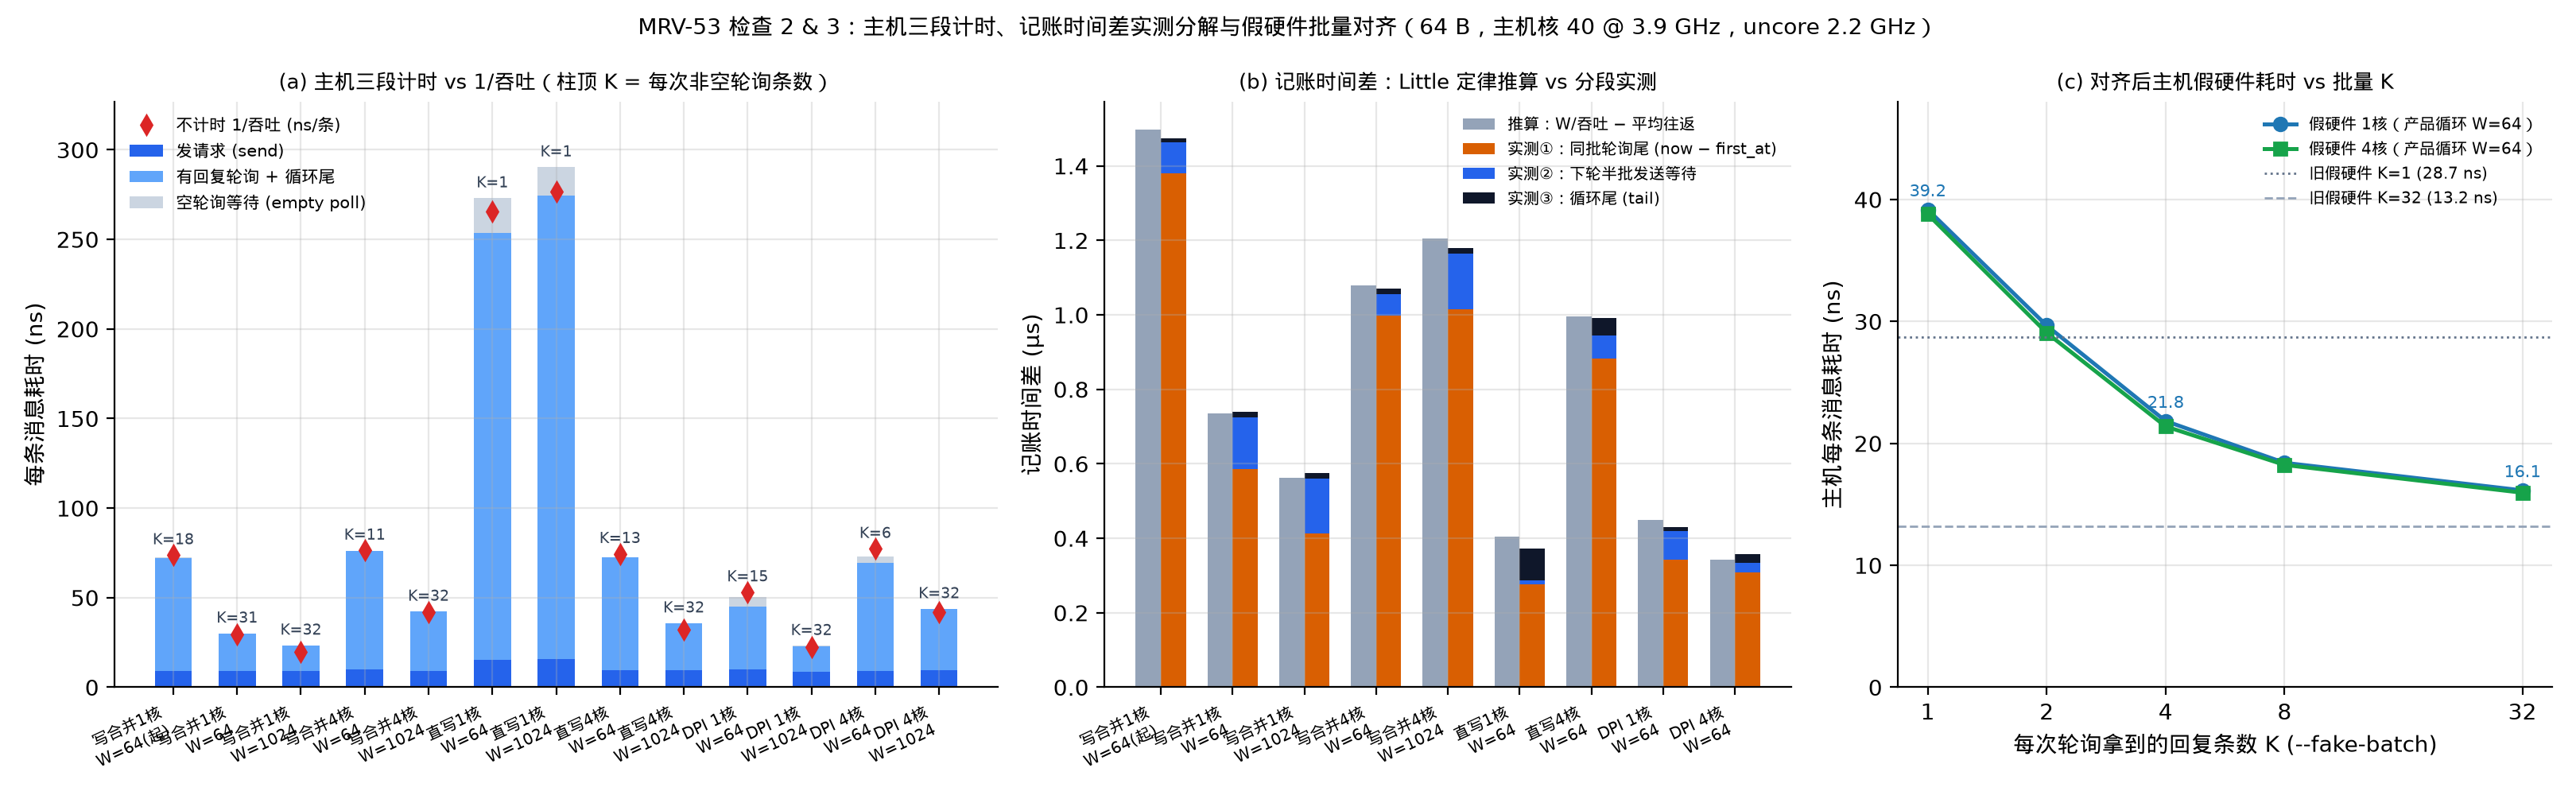 MRV-53 检查 2 & 3：主机三段计时、记账时间差实测分解与假硬件批量对齐（64 B，主机核 40 @ 3.9 GHz，uncore 2.2 GHz）
(a) 主机三段计时 vs 1/吞吐（柱顶 K = 每次非空轮询条数）
不计时 1/吞吐 (ns/条)
发请求 (send)
有回复轮询 + 循环尾
空轮询等待 (empty poll)
每条消息耗时 (ns)
300
250
200
150
100
50
0
K=18
K=31
K=32
K=11
K=32
K=1
K=1
K=13
K=32
K=15
K=32
K=6
K=32
写合并1核
W=64(起)
写合并1核
W=64
写合并1核
W=1024
写合并4核
W=64
写合并4核
W=1024
直写1核
W=64
直写1核
W=1024
直写4核
W=64
直写4核
W=1024
DPI 1核
W=64
DPI 1核
W=1024
DPI 4核
W=64
DPI 4核
W=1024
(b) 记账时间差：Little 定律推算 vs 分段实测
推算：W/吞吐 − 平均往返
实测①：同批轮询尾 (now − first_at)
实测②：下轮半批发送等待
实测③：循环尾 (tail)
记账时间差 (μs)
1.4
1.2
1.0
0.8
0.6
0.4
0.2
0.0
写合并1核
W=64(起)
写合并1核
W=64
写合并1核
W=1024
写合并4核
W=64
写合并4核
W=1024
直写1核
W=64
直写4核
W=64
DPI 1核
W=64
DPI 4核
W=64
(c) 对齐后主机假硬件耗时 vs 批量 K
假硬件 1核（产品循环 W=64）
假硬件 4核（产品循环 W=64）
旧假硬件 K=1 (28.7 ns)
旧假硬件 K=32 (13.2 ns)
主机每条消息耗时 (ns)
40
30
20
10
0
39.2
21.8
16.1
1
2
4
8
32
每次轮询拿到的回复条数 K (--fake-batch)